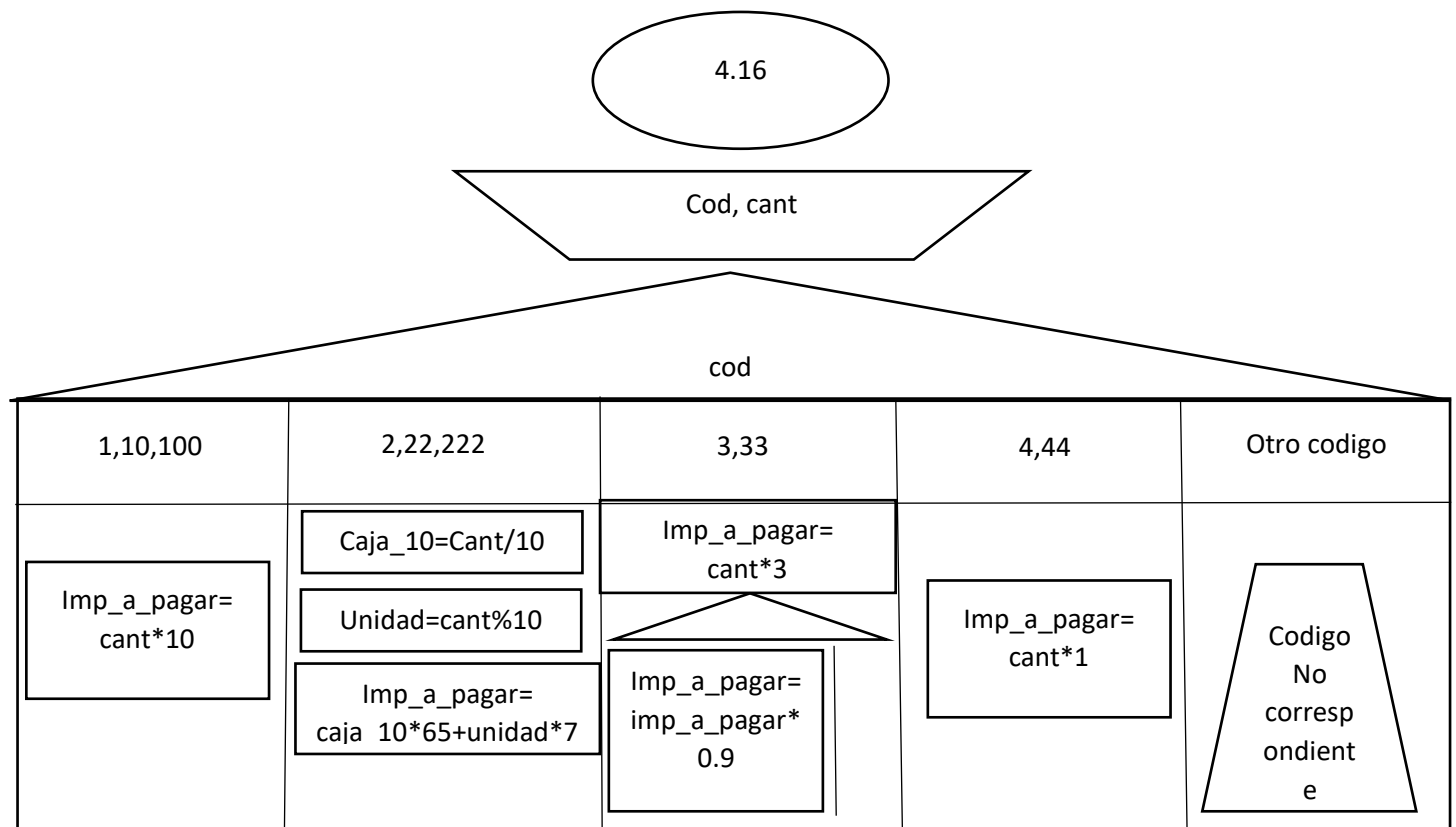 4.16
Cod, cant
cod
1,10,100
2,22,222
3,33
4,44
Otro codigo
Imp_a_pagar=
cant*10
Caja_10=Cant/10
Unidad=cant%10
Imp_a_pagar=
caja_10*65+unidad*7
Imp_a_pagar=
cant*3
Imp_a_pagar=
imp_a_pagar*
0.9
Imp_a_pagar=
cant*1
Codigo
No
corresp
ondient
e